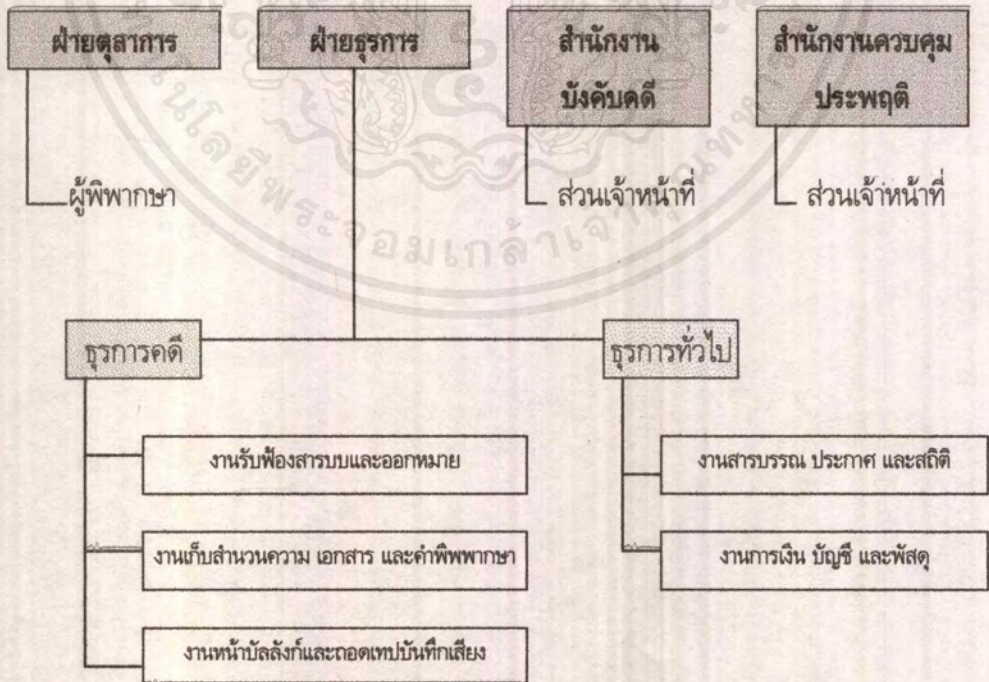 ฝ่ายตุลาการ
ฝ่ายธุรการ
สำนักงาน
บังคับคดี
สำนักงานควบคุม
ประพฤติ
ผู้พิพากษา
ส่วนเจ้าหน้าที่
ส่วนเจ้าหน้าที่
ธุรการคดี
ธุรการทั่วไป
งานรับฟ้องสารบบและออกหมาย
งานสารบรรณ ประกาศ และสถิติ
งานเก็บสำนวนความ เอกสาร และคำพิพพากษา
งานการเงิน บัญชี และพัสดุ
งานหน้าบัลลังก์และถอดเทปบันทึกเสียง